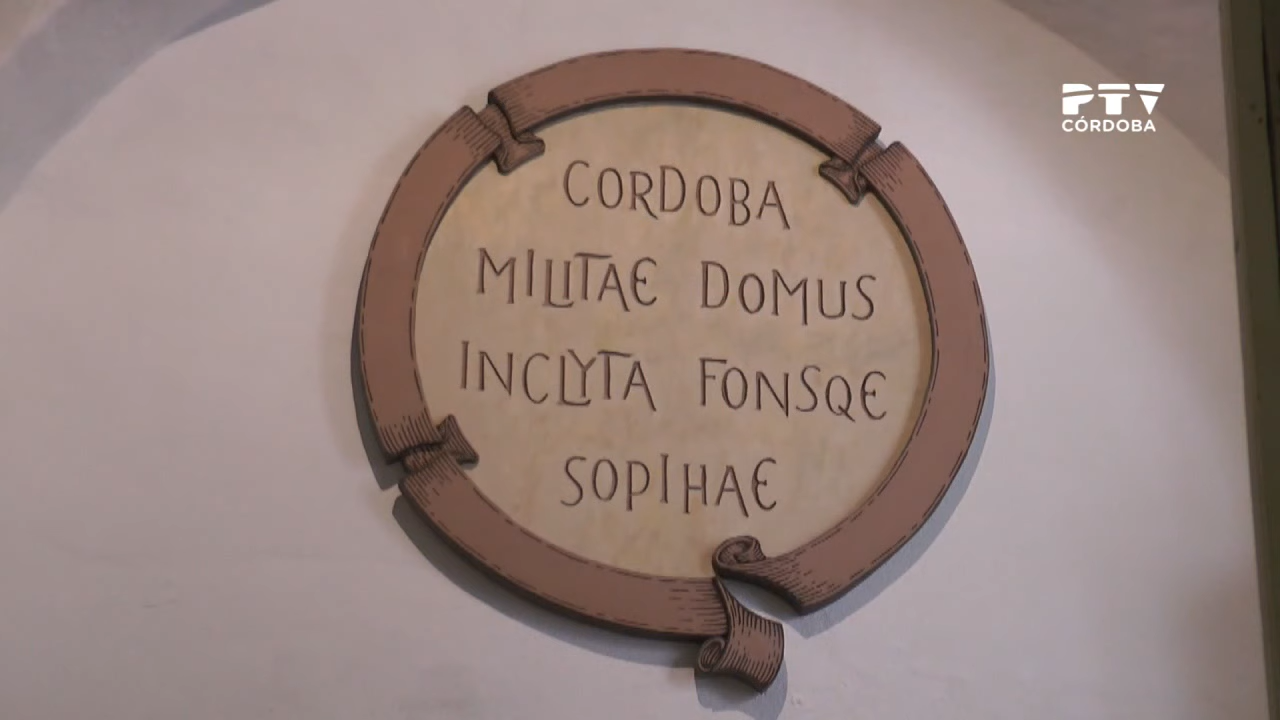 PTV
CÓRDOBA
CORDOBA
MILITAE DOMUS
INCLYTA FONSQE
SOPIHAE